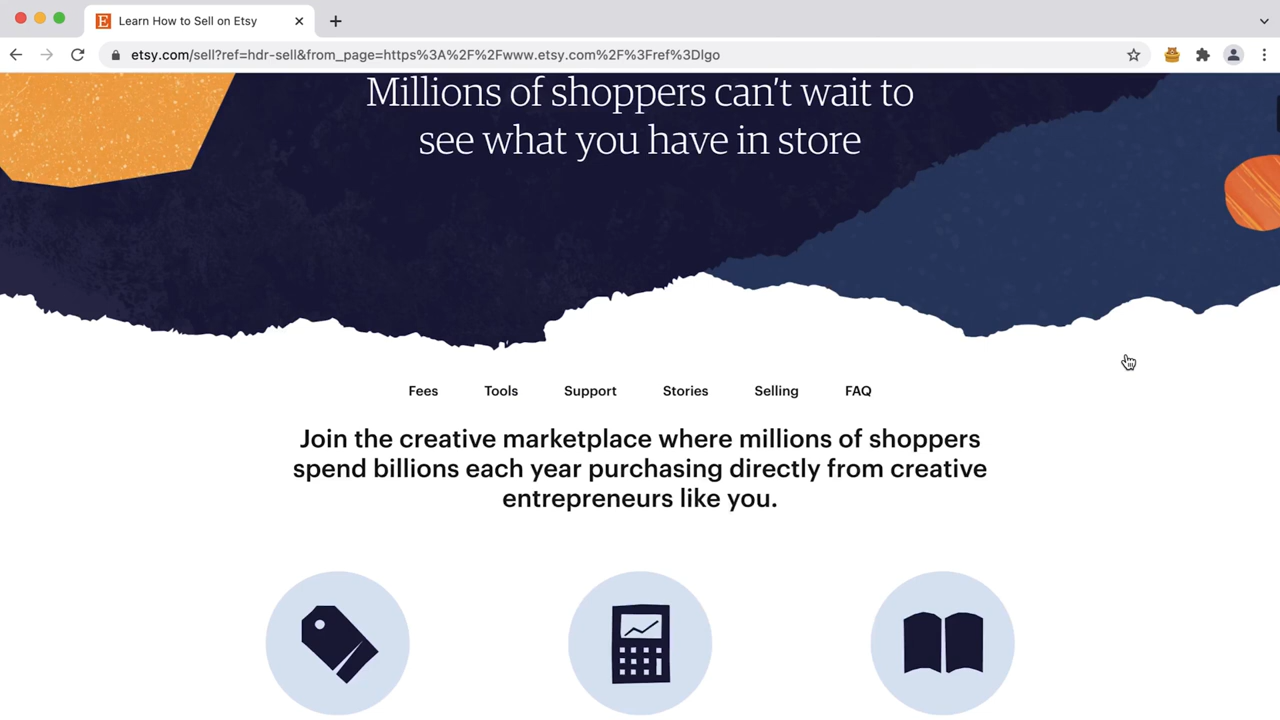 Learn How to Sell on Etsy
etsy.com/sell?ref=hdr-sell&from_page=https%3A%2F%2Fwww.etsy.com%2F%3Fref%3Dlgo
Millions of shoppers can't wait to
see what you have in store
Fees Tools Support Stories Selling FAQ
Join the creative marketplace where millions of shoppers
spend billions each year purchasing directly from creative
entrepreneurs like you.